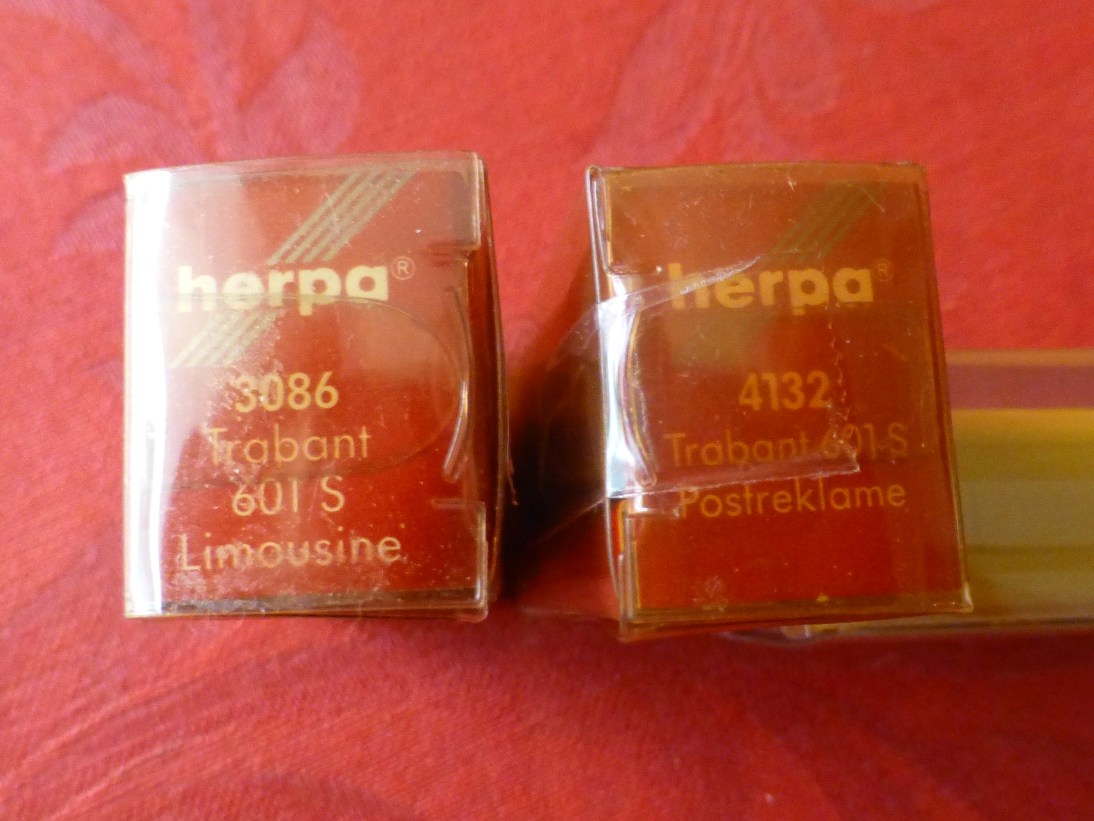 herpa®
3086
Trabant
601 S
Limousine
herpa®
4132
Trabant 601 S
Postreklame